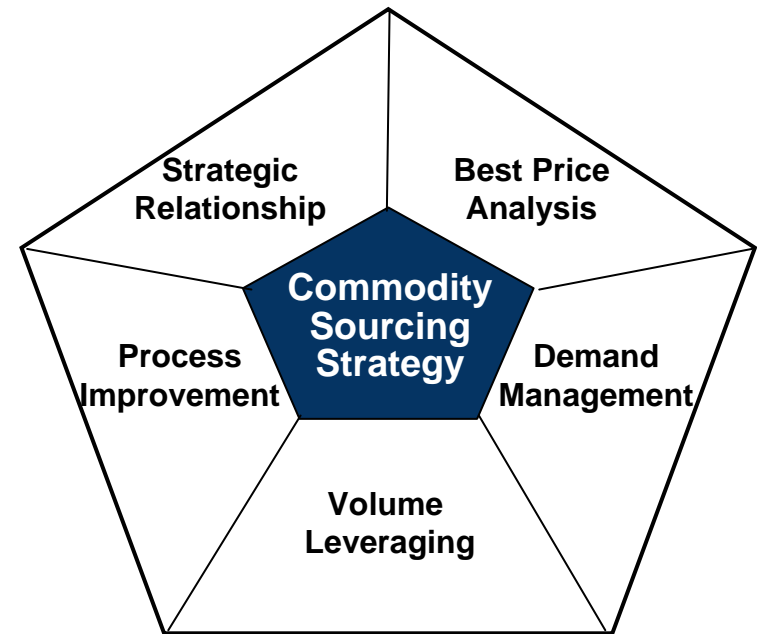 Strategic
Relationship
Best Price
Analysis
Commodity
Sourcing
Strategy
Process
Improvement
Demand
Management
Volume
Leveraging